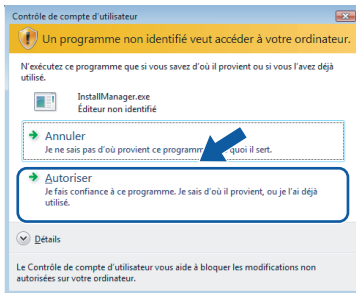 Contrôle de compte d'utilisateur
Un programme non identifié veut accéder à votre ordinateur.
N'exécutez ce programme que si vous savez d'où il provient ou si vous l'avez déjà
utilisé.
InstallManager.exe
Éditeur non identifié
Annuler
Je ne sais pas d'où provient ce programme quoi il sert.
Autoriser
Je fais confiance à ce programme. Je sais d'où il provient, ou je l'ai déjà
utilisé.
Détails
Le Contrôle de compte d'utilisateur vous aide à bloquer les modifications non
autorisées sur votre ordinateur.